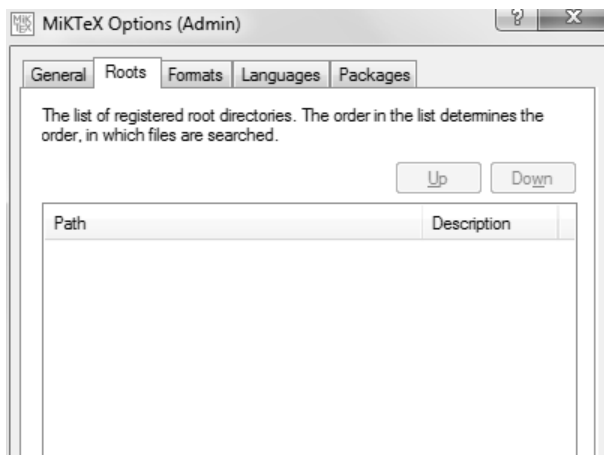 MiKTeX Options (Admin)
General Roots Formats Languages Packages
The list of registered root directories. The order in the list determines the
order, in which files are searched.
Up Down
Path Description